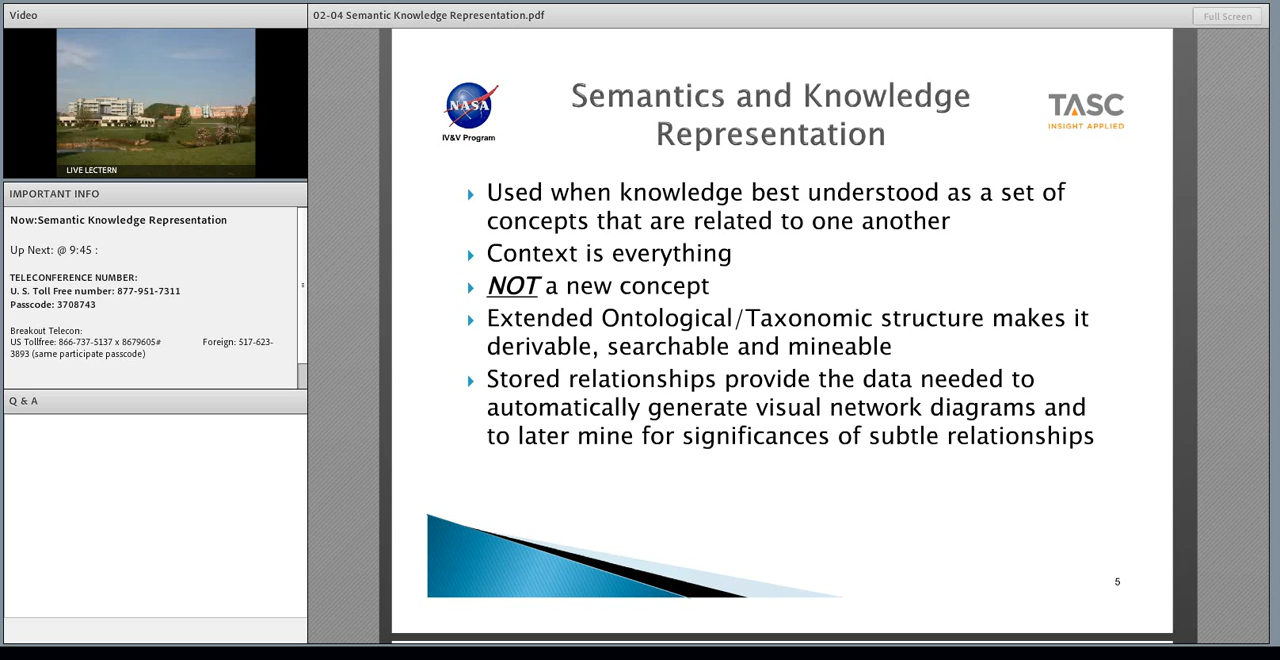 Video
LIVE LECTERN
IMPORTANT INFO
Now:Semantic Knowledge Representation
Up Next: @ 9:45 :
TELECONFERENCE NUMBER:
U. S. Toll Free number: 877-951-7311
Passcode: 3708743
Breakout Telecon:
US Tollfree: 866-737-5137 x 8679605# Foreign: 517-623-
3893 (same participate passcode)
Q & A
02-04 Semantic Knowledge Representation.pdf
Full Screen
NASA
IV&V Program
Semantics and Knowledge
Representation
TASC
INSIGHT APPLIED
Used when knowledge best understood as a set of
concepts that are related to one another
Context is everything
NOT a new concept
Extended Ontological/Taxonomic structure makes it
derivable, searchable and mineable
Stored relationships provide the data needed to
automatically generate visual network diagrams and
to later mine for significances of subtle relationships
5